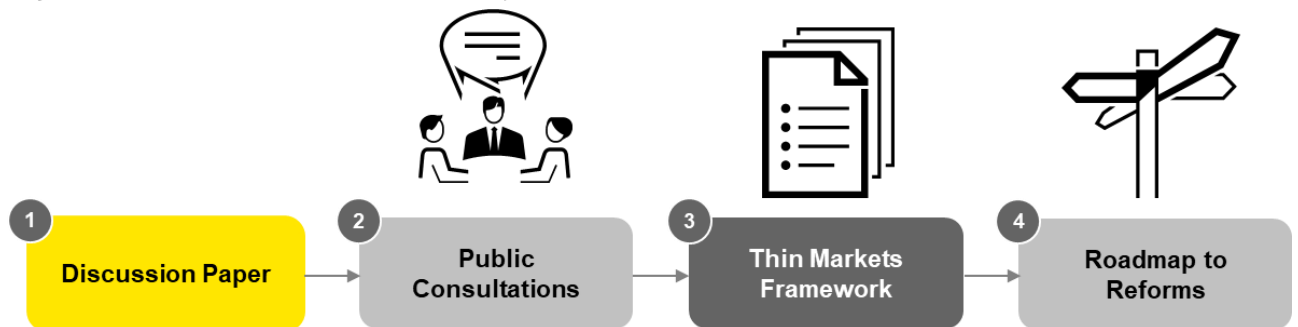 1
Discussion Paper
2
Public
Consultations
3
Thin Markets
Framework
4
Roadmap to
Reforms